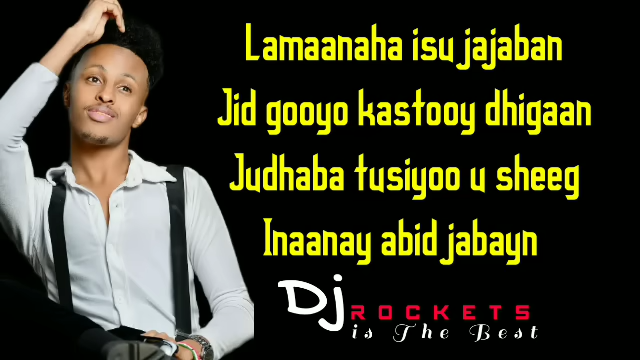 Lamaanaha isu jajaban
Jid gooyo kastooy dhigaan
Judhaba tusiyoo u sheeg
Inaanay abid jabayn
Dj ROCKETS
is The Best